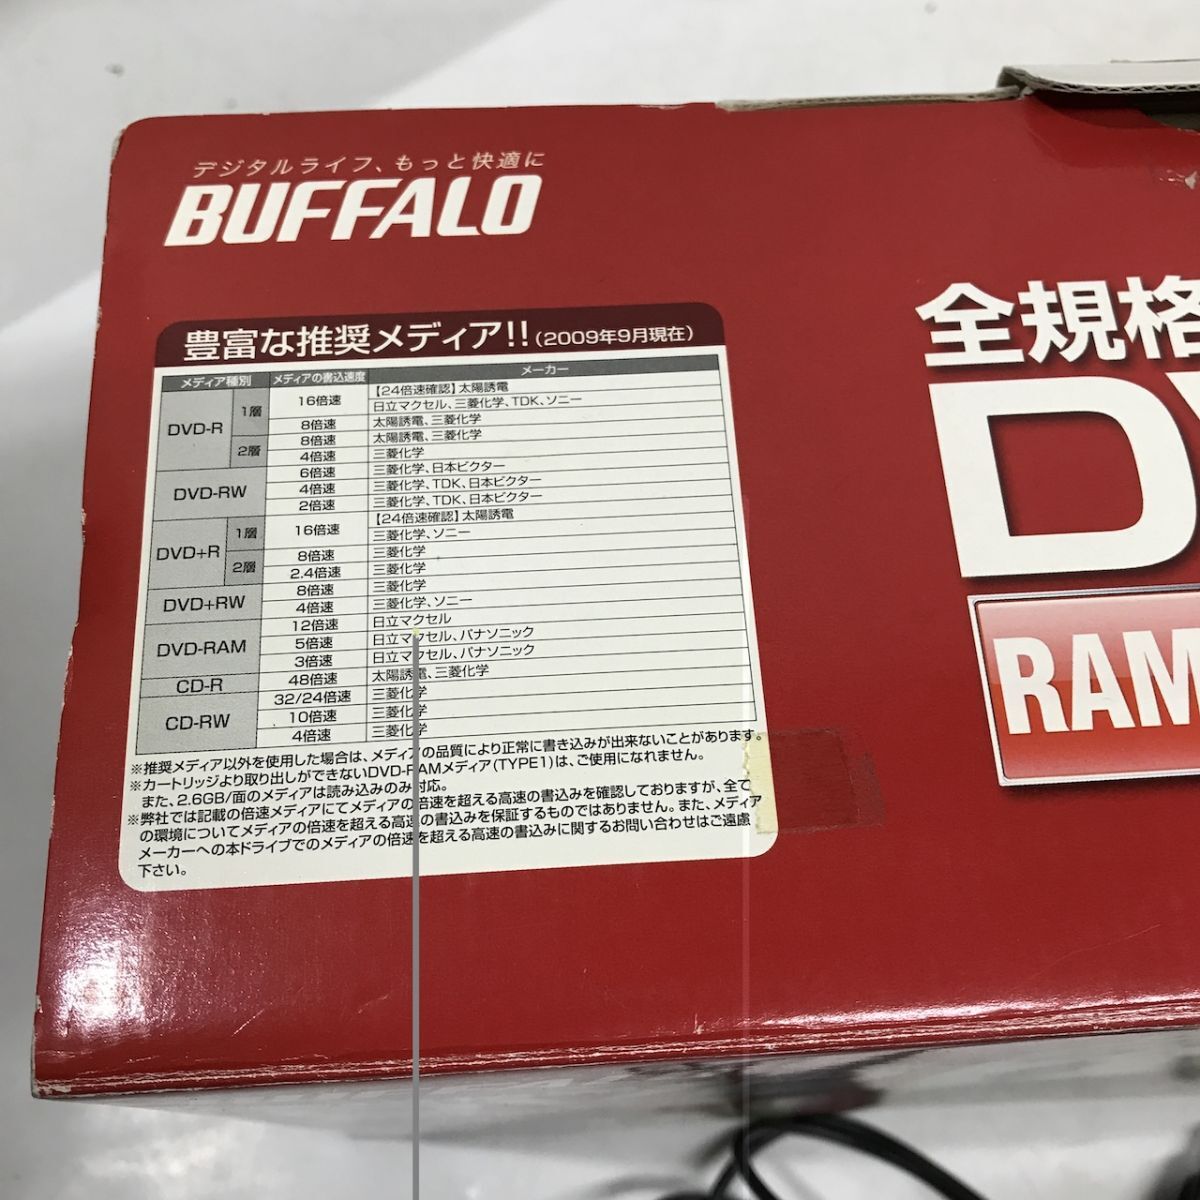 デジタルライフ、もっと快適に
BUFFALO
豊富な推奨メディア!!(2009年9月現在)
メディア種別 メディアの書込速度 メーカー
DVD-R 1層 16倍速 【24倍速確認】太陽誘電
日立マクセル、三菱化学、TDK、ソニー
8倍速 太陽誘電、三菱化学
2層 8倍速 太陽誘電、三菱化学
4倍速 三菱化学
DVD-RW 6倍速 三菱化学、日本ビクター
4倍速 三菱化学、TDK、日本ビクター
2倍速 三菱化学、TDK、日本ビクター
DVD+R 1層 16倍速 【24倍速確認】太陽誘電
三菱化学、ソニー
2層 8倍速 三菱化学
2.4倍速 三菱化学
DVD+RW 8倍速 三菱化学
4倍速 三菱化学、ソニー
DVD-RAM 12倍速 日立マクセル
5倍速 日立マクセル、パナソニック
3倍速 日立マクセル、パナソニック
CD-R 48倍速 太陽誘電、三菱化学
CD-RW 32/24倍速 三菱化学
10倍速 三菱化学
4倍速 三菱化学
※推奨メディア以外を使用した場合は、メディアの品質により正常に書き込みが出来ないことがあります。
※カートリッジより取り出しができないDVD-RAMメディア(TYPE1)は、ご使用になれません。
また、2.6GB/面のメディアは読み込みのみ対応。
※弊社では記載の倍速メディアにてメディアの倍速を超える高速の書込みを確認しておりますが、全て
の環境についてメディアの倍速を超える高速の書込みを保証するものではありません。また、メディア
メーカーへの本ドライブでのメディアの倍速を超える高速の書込みに関するお問い合わせはご遠慮
下さい。
全規格
DV
RAM